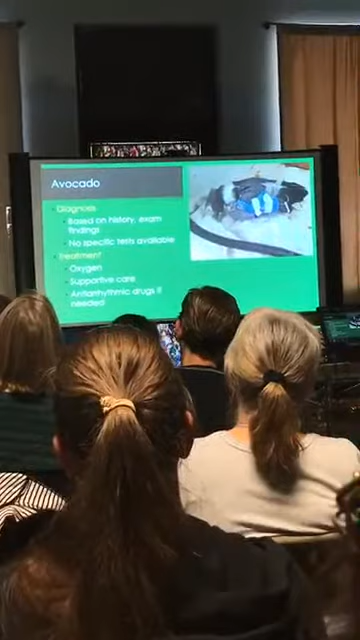 Avocado
Diagnosis
Based on history, exam
findings
No specific tests available
Treatment
Oxygen
Supportive care
Antiarrhythmic drugs if
needed